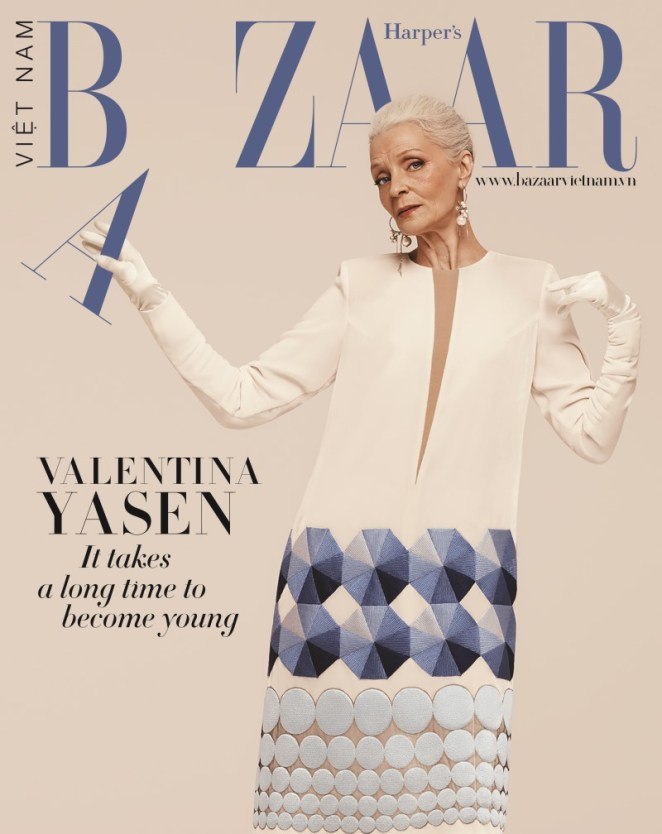 VIỆT NAM
Harper's
BAZAAR
www.bazaarvietnam.vn
VALENTINA
YASEN
It takes
a long time to
become young